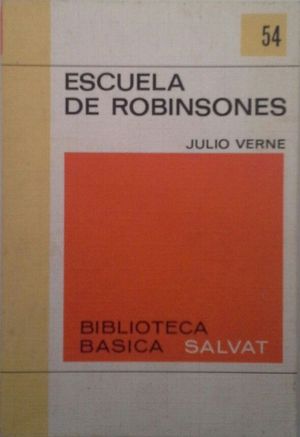 54
ESCUELA
DE ROBINSONES
JULIO VERNE
BIBLIOTECA
BASICA SALVAT